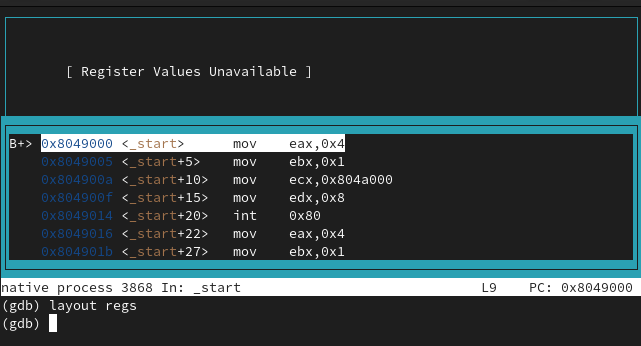 [ Register Values Unavailable ]
B+> 0x8049000 <_start> mov eax,0x4
0x8049005 <_start+5> mov ebx,0x1
0x804900a <_start+10> mov ecx,0x804a000
0x804900f <_start+15> mov edx,0x8
0x8049014 <_start+20> int 0x80
0x8049016 <_start+22> mov eax,0x4
0x804901b <_start+27> mov ebx,0x1
native process 3868 In: _start L9 PC: 0x8049000
(gdb) layout regs
(gdb)